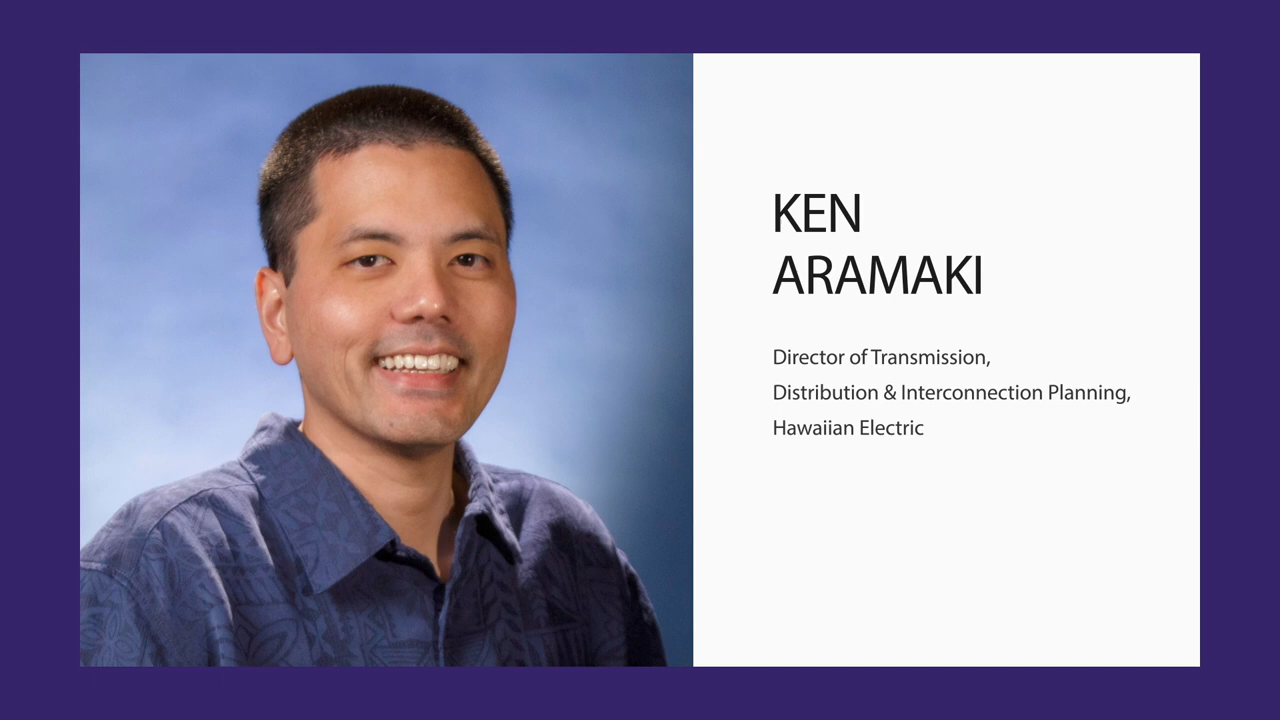 KEN
ARAMAKI
Director of Transmission,
Distribution & Interconnection Planning,
Hawaiian Electric